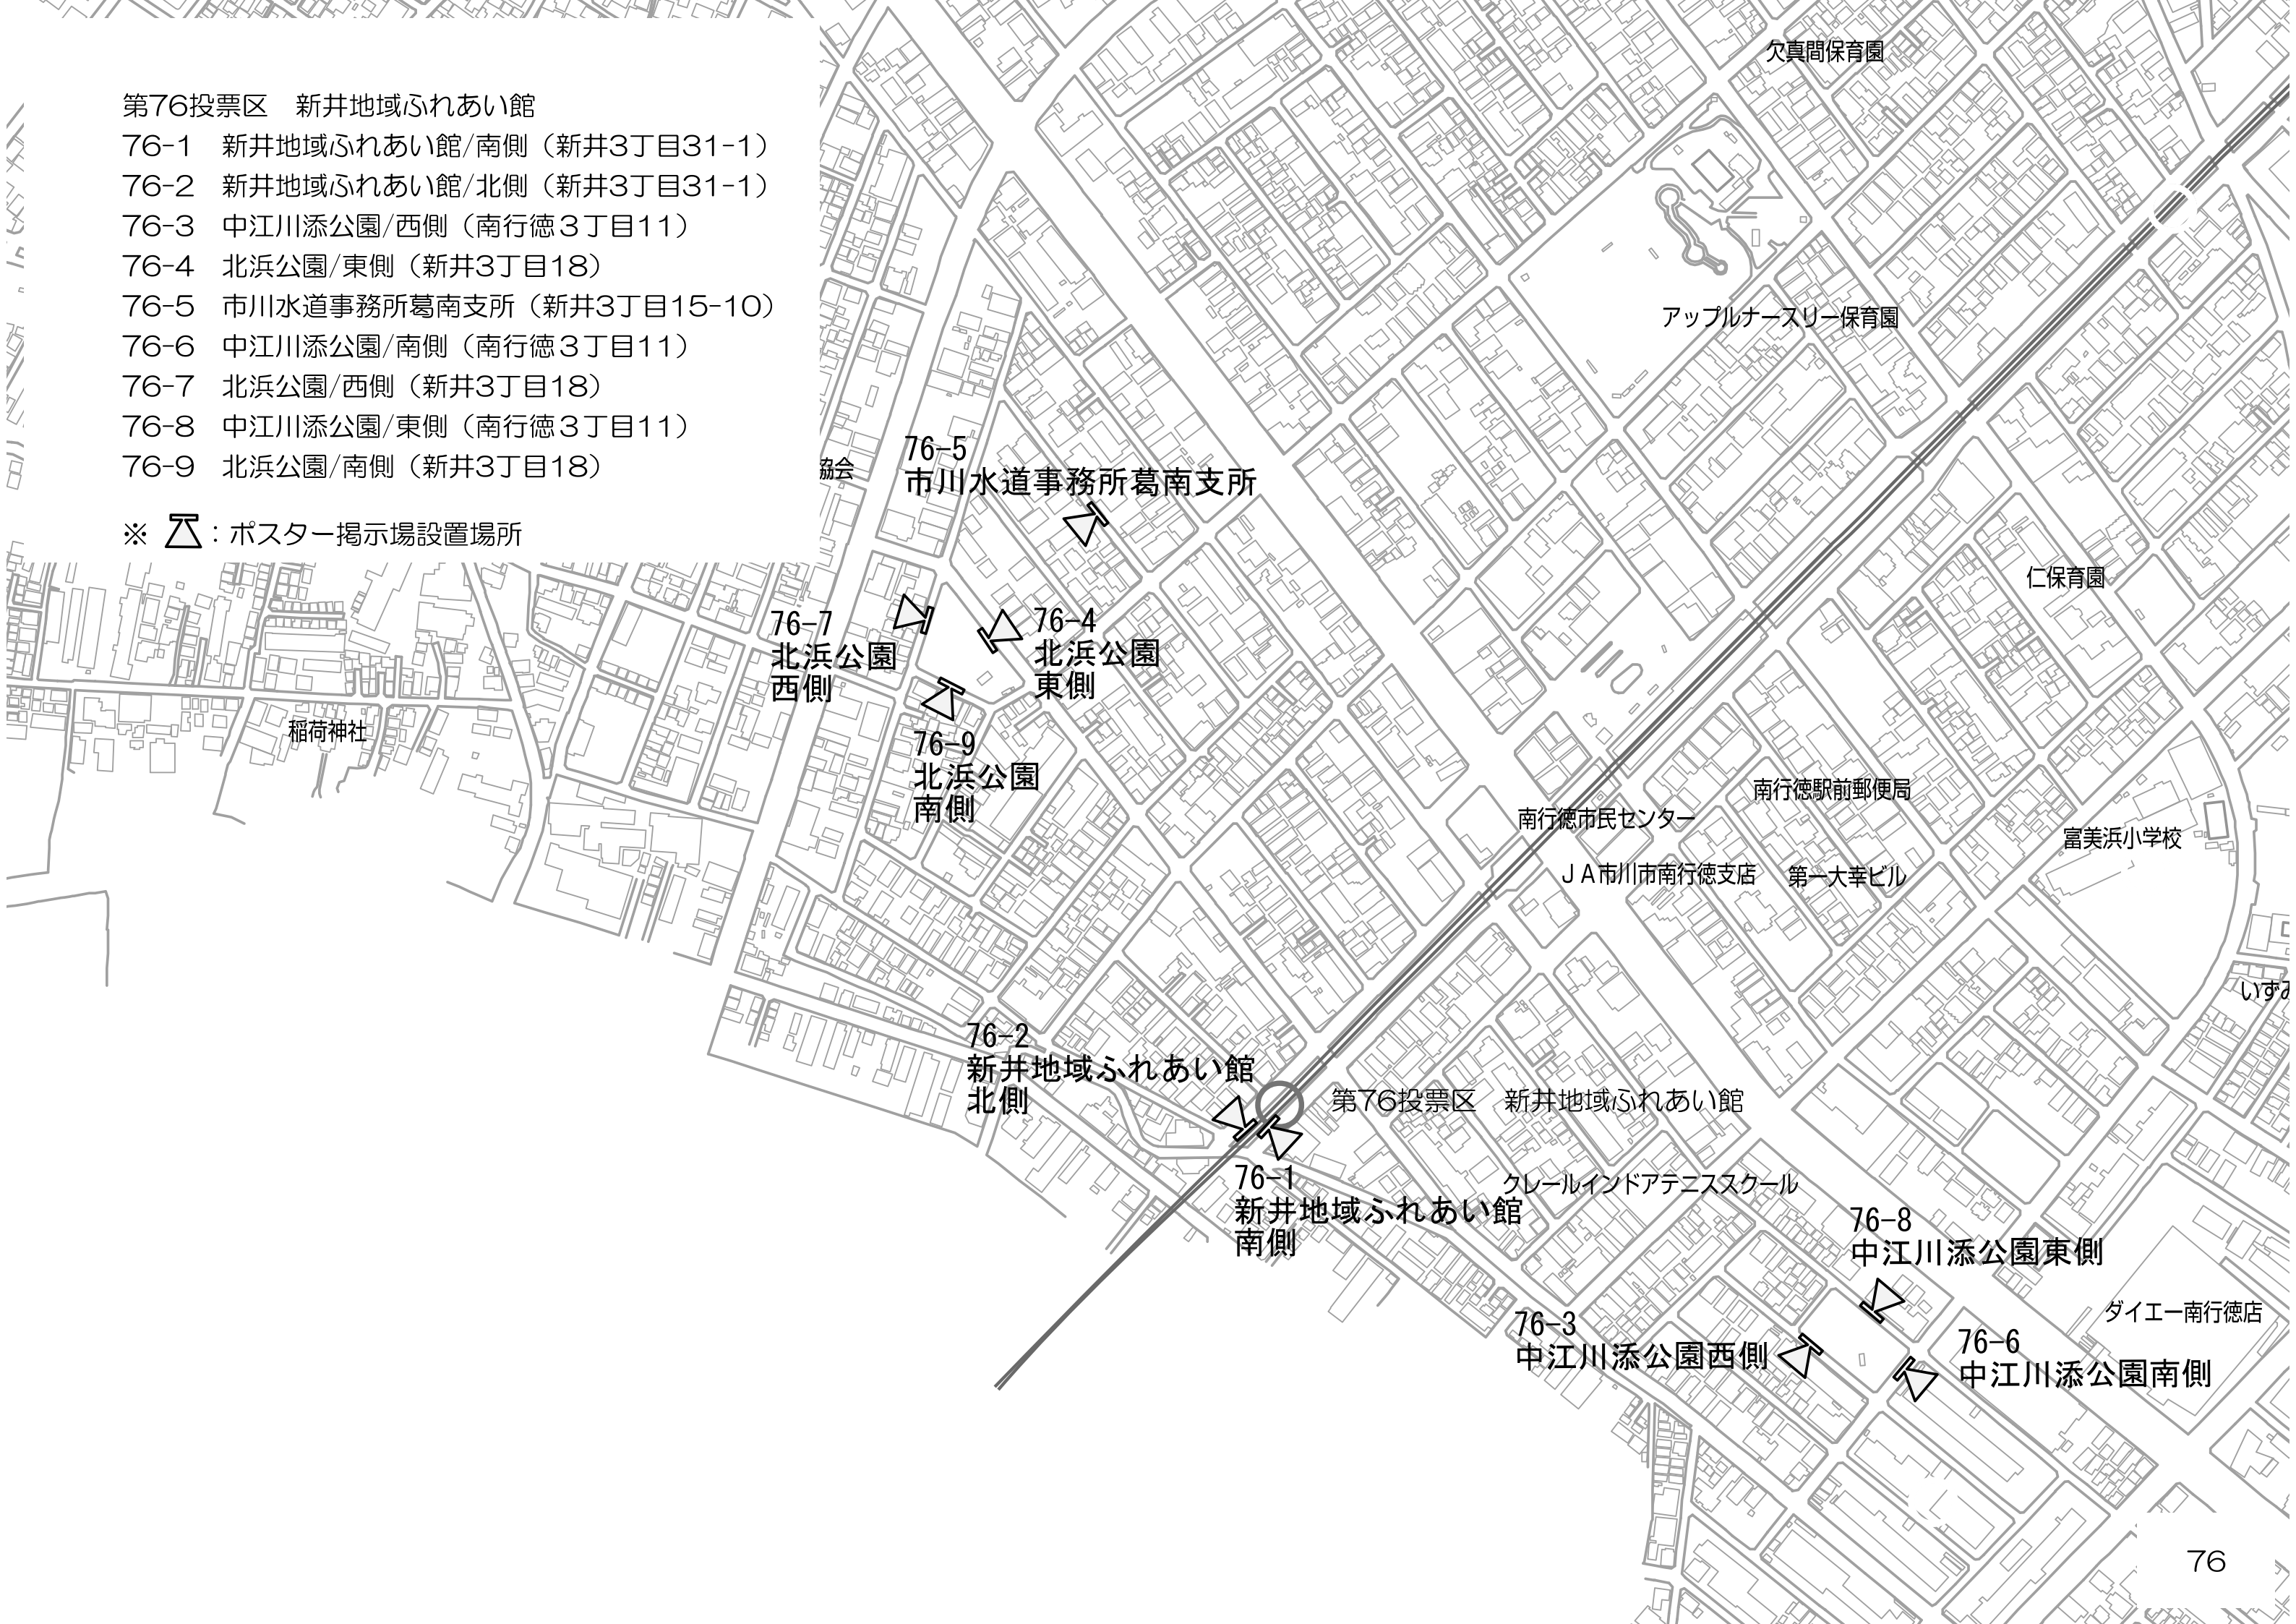 第76投票区　新井地域ふれあい館
76-1　新井地域ふれあい館/南側（新井3丁目31-1）
76-2　新井地域ふれあい館/北側（新井3丁目31-1）
76-3　中江川添公園/西側（南行徳３丁目11）
76-4　北浜公園/東側（新井3丁目18）
76-5　市川水道事務所葛南支所（新井3丁目15-10）
76-6　中江川添公園/南側（南行徳３丁目11）
76-7　北浜公園/西側（新井3丁目18）
76-8　中江川添公園/東側（南行徳３丁目11）
76-9　北浜公園/南側（新井3丁目18）
※　：ポスター掲示場設置場所
欠真間保育園
アップルナースリー保育園
協会
76-5
市川水道事務所葛南支所
仁保育園
76-7
北浜公園
西側
76-4
北浜公園
東側
稲荷神社
76-9
北浜公園
南側
南行徳駅前郵便局
南行徳市民センター
富美浜小学校
ＪＡ市川市南行徳支店
第一大幸ビル
いずみ
76-2
新井地域ふれあい館
北側
第76投票区　新井地域ふれあい館
76-1
新井地域ふれあい館
南側
クレールインドアテニススクール
76-8
中江川添公園東側
ダイエー南行徳店
76-3
中江川添公園西側
76-6
中江川添公園南側
76